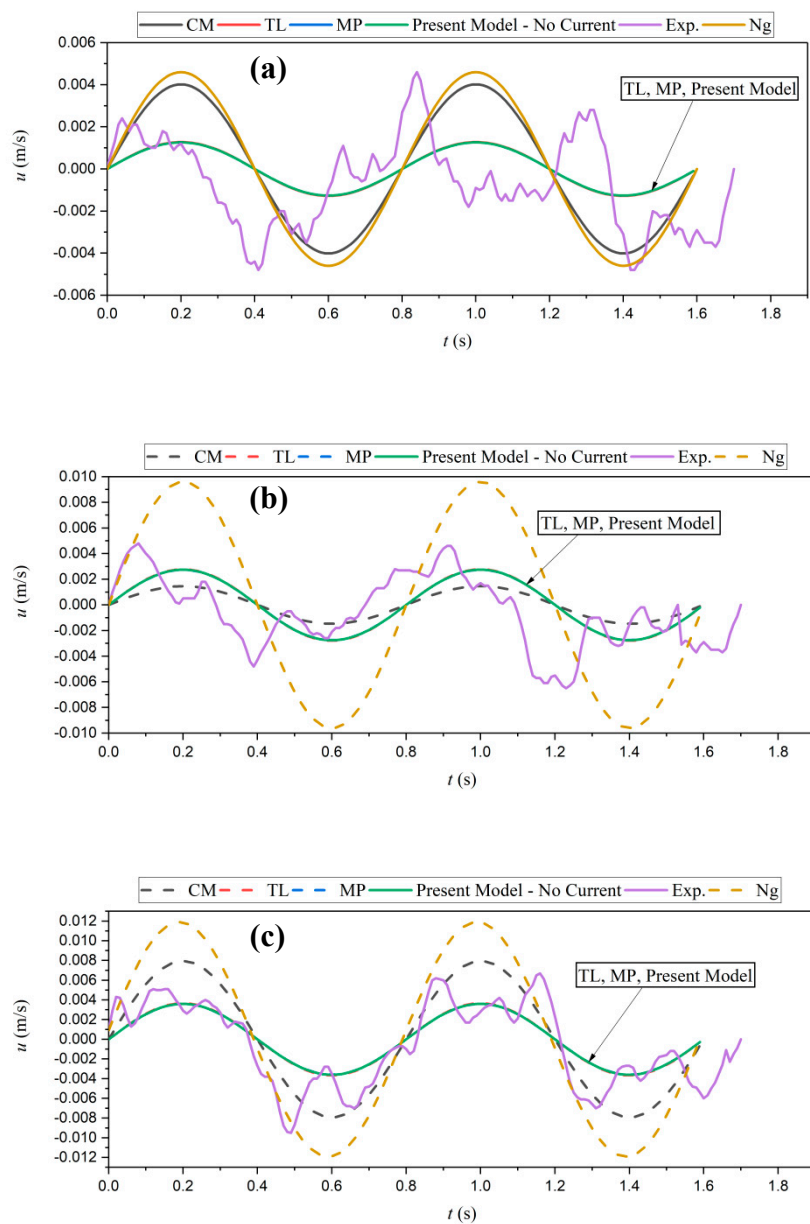 CM TL MP Present Model - No Current Exp. Ng
(a)
TL, MP, Present Model
0.006
0.004
0.002
0.000
-0.002
-0.004
-0.006
u (m/s)
0.0 0.2 0.4 0.6 0.8 1.0 1.2 1.4 1.6 1.8
t (s)
CM TL MP Present Model - No Current Exp. Ng
(b)
TL, MP, Present Model
0.010
0.008
0.006
0.004
0.002
0.000
-0.002
-0.004
-0.006
-0.008
-0.010
u (m/s)
0.0 0.2 0.4 0.6 0.8 1.0 1.2 1.4 1.6 1.8
t (s)
CM TL MP Present Model - No Current Exp. Ng
(c)
TL, MP, Present Model
0.012
0.010
0.008
0.006
0.004
0.002
0.000
-0.002
-0.004
-0.006
-0.008
-0.010
-0.012
u (m/s)
0.0 0.2 0.4 0.6 0.8 1.0 1.2 1.4 1.6 1.8
t (s)